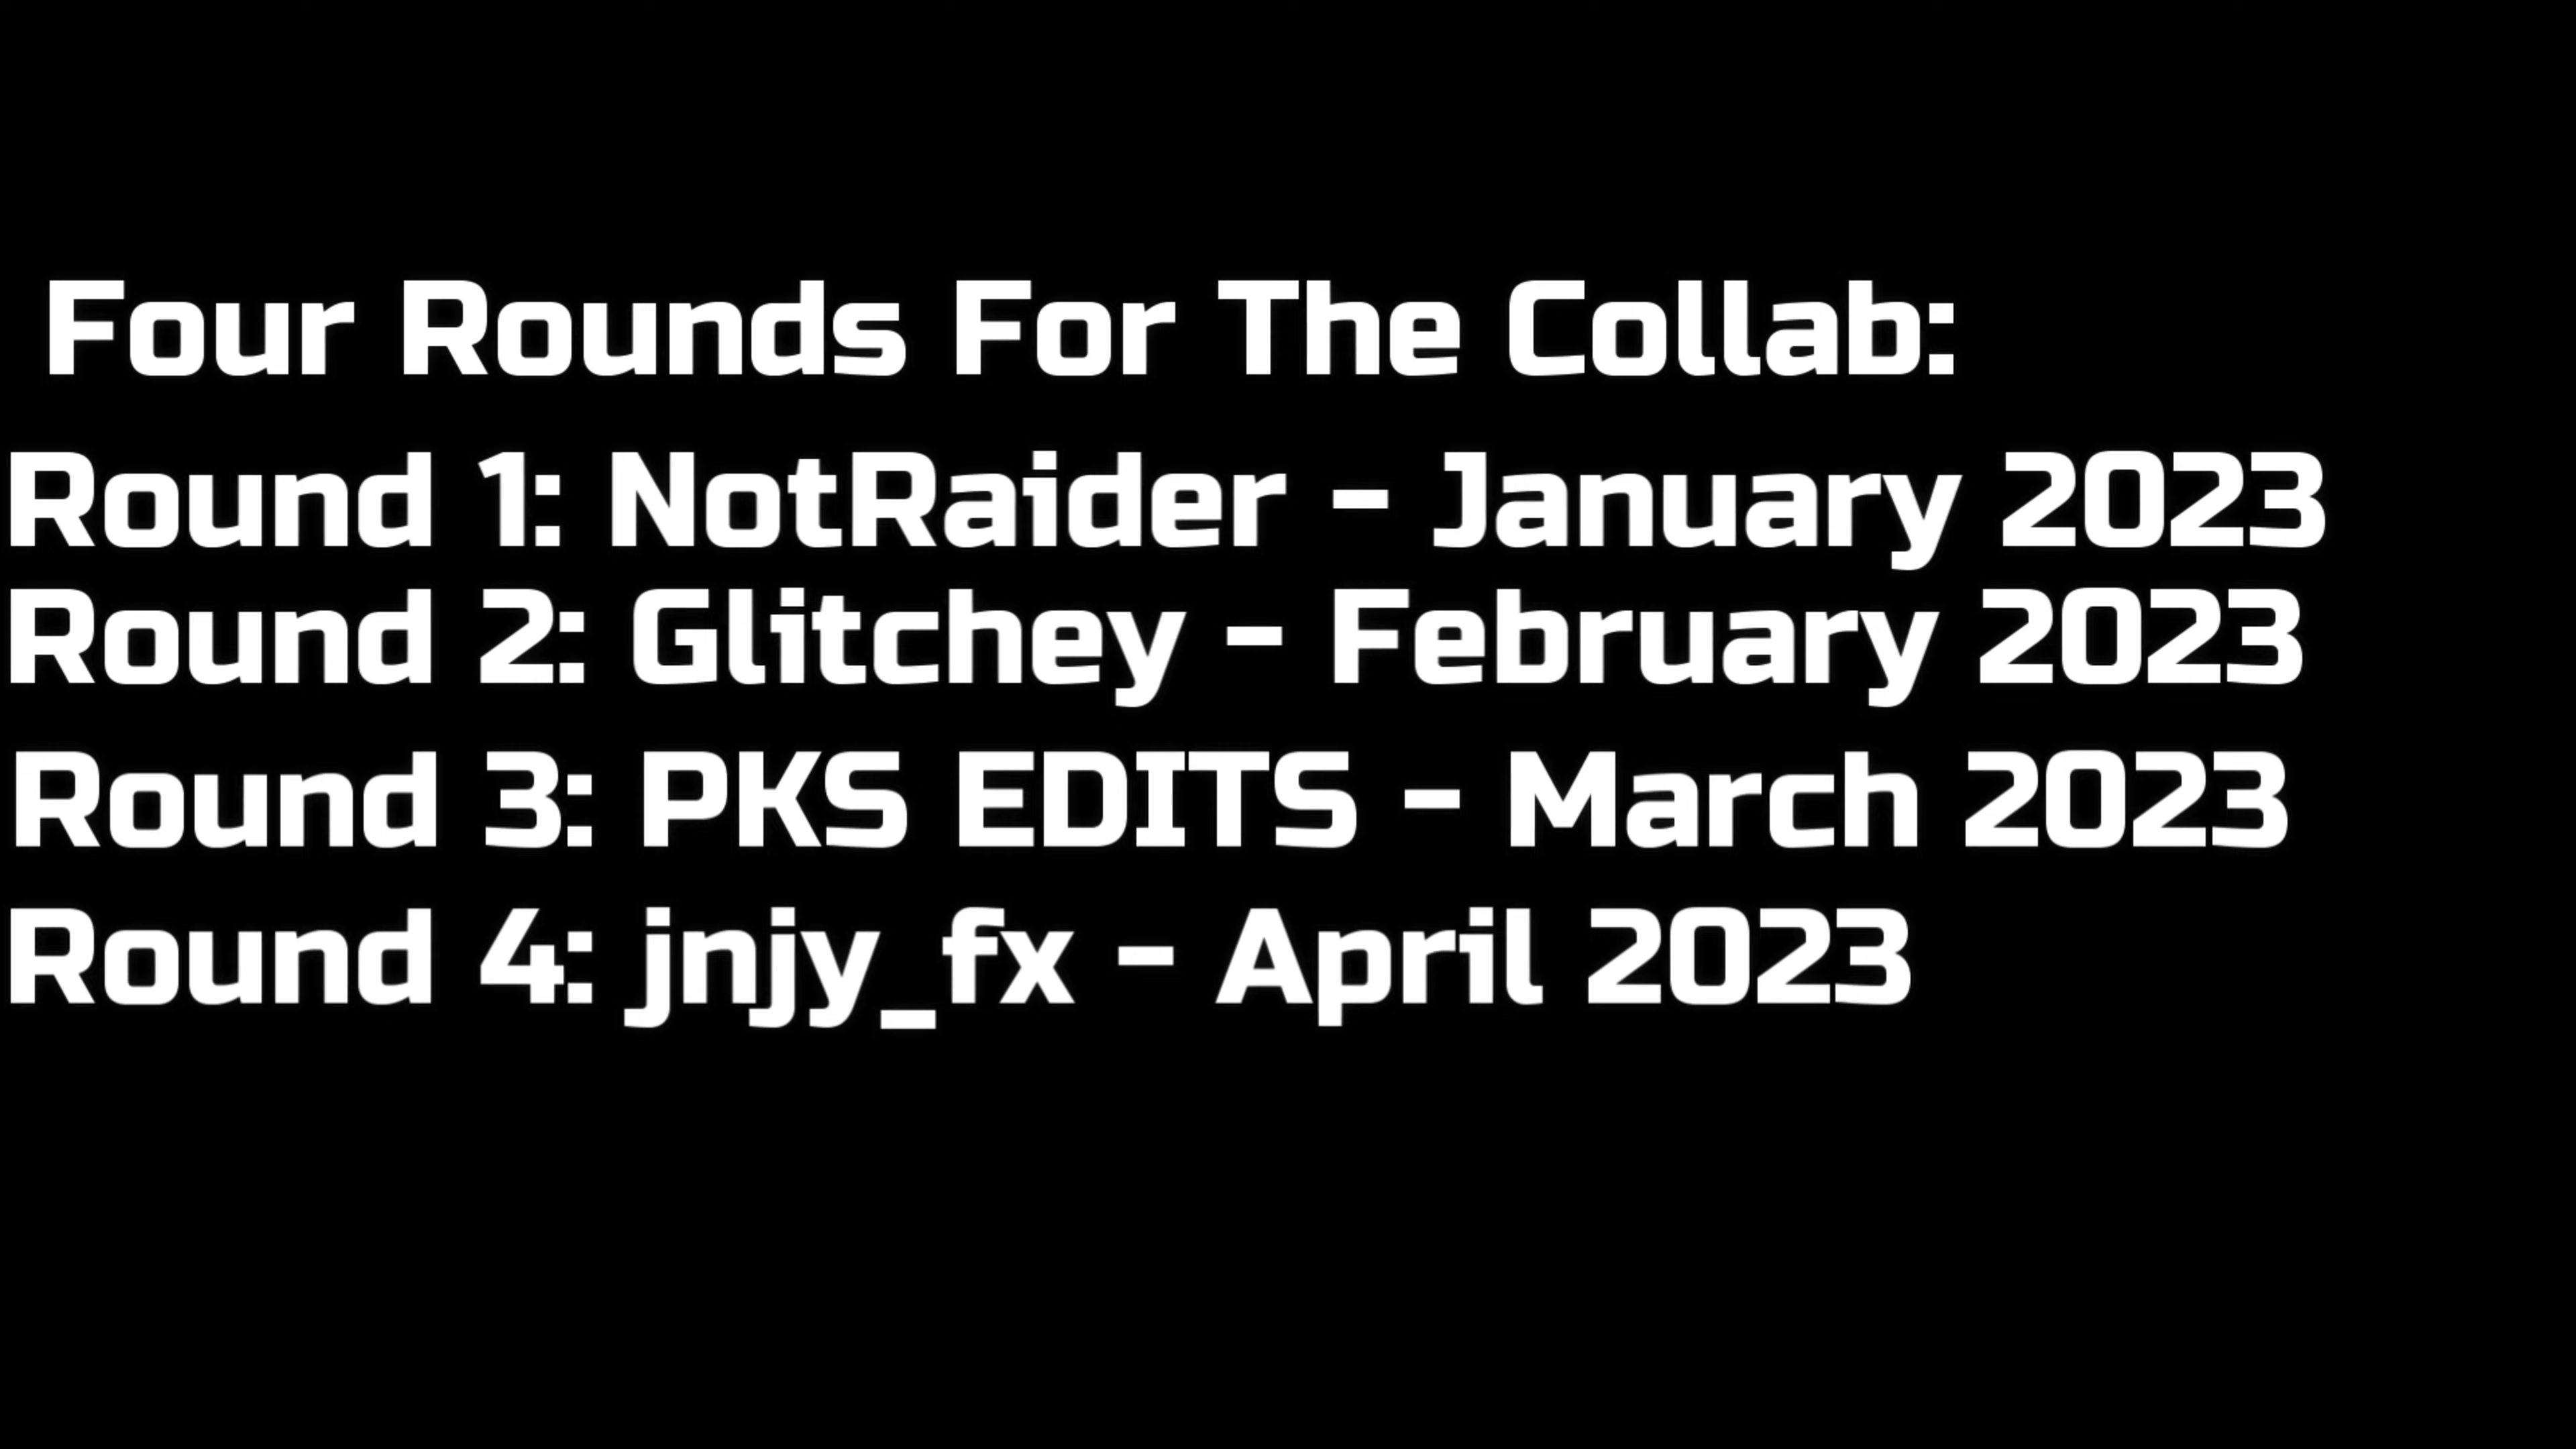 Four Rounds For The Collab:
Round 1: NotRaider - January 2023
Round 2: Glitchey - February 2023
Round 3: PKS EDITS - March 2023
Round 4: jnjy_fx - April 2023